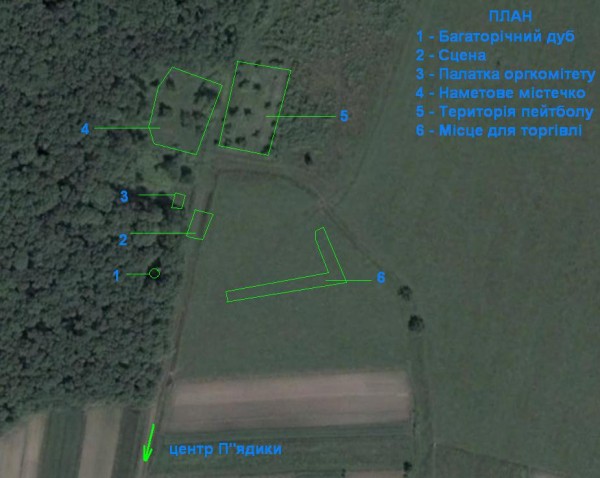 ПЛАН
1 - Багаторічний дуб
2 - Сцена
3 - Палатка оргкомітету
4 - Наметове містечко
5 - Територія пейтболу
6 - Місце для торгівлі
4
5
3
2
1
6
центр П"ядики